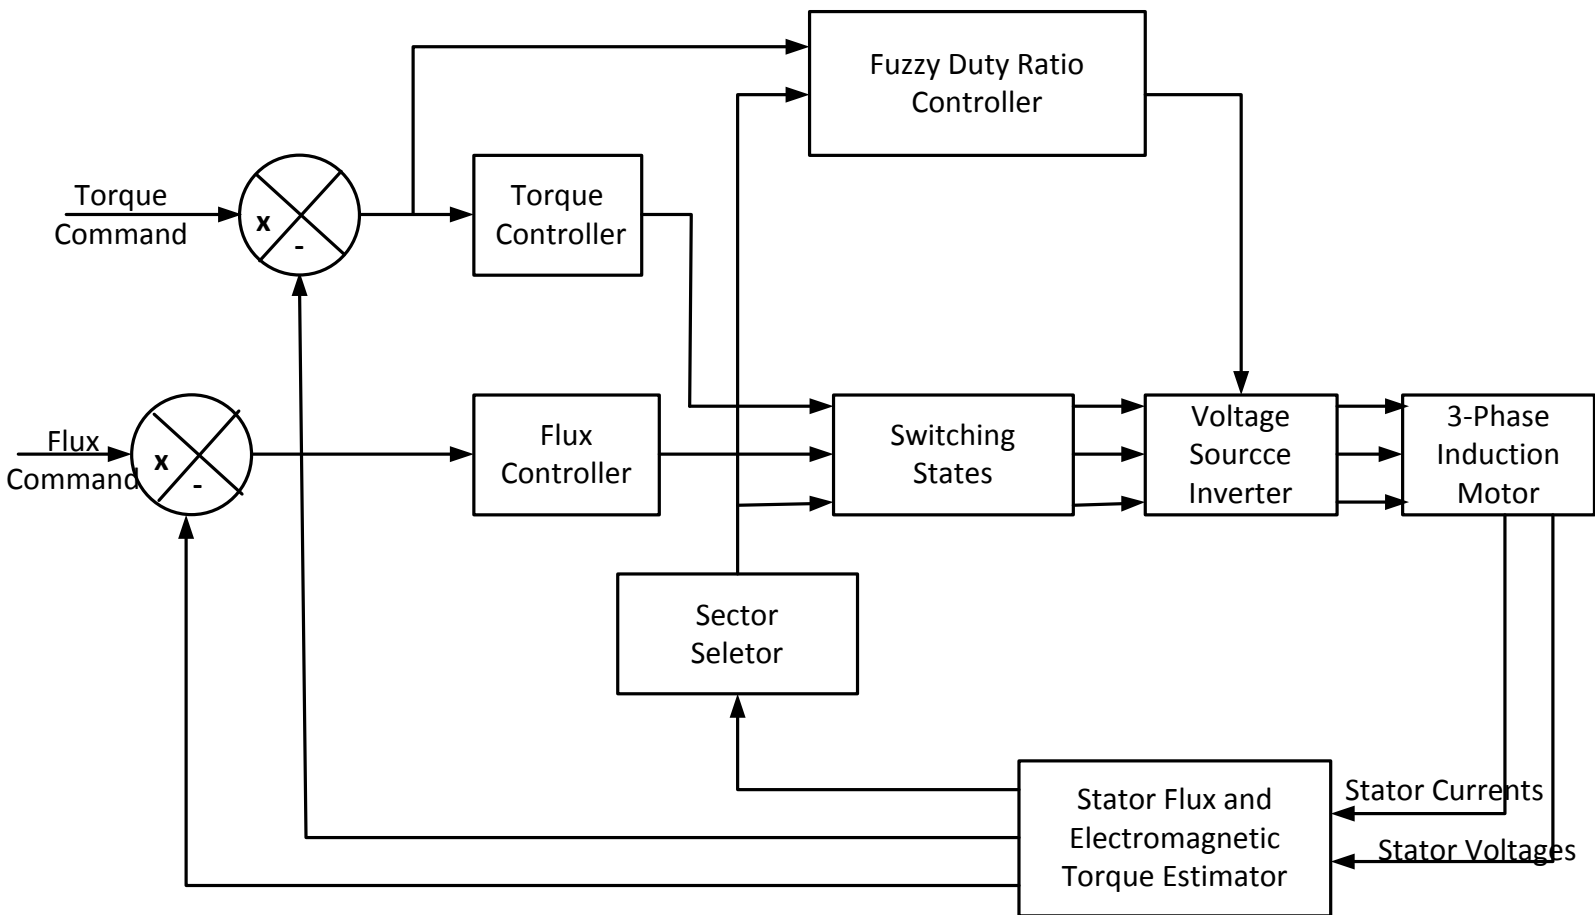 Fuzzy Duty Ratio
Controller
Torque
Command
x
-
Torque
Controller
Flux
Command
x
-
Flux
Controller
Switching
States
Voltage
Sourcce
Inverter
3-Phase
Induction
Motor
Sector
Seletor
Stator Flux and
Electromagnetic
Torque Estimator
Stator Currents
Stator Voltages